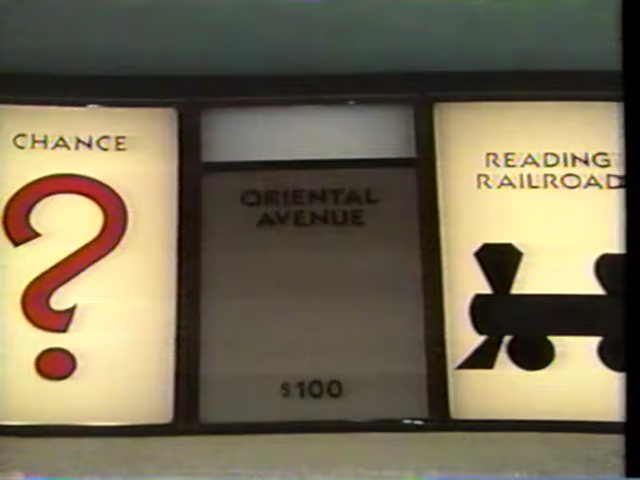 CHANCE
ORIENTAL
AVENUE
$100
READING
RAILROAD